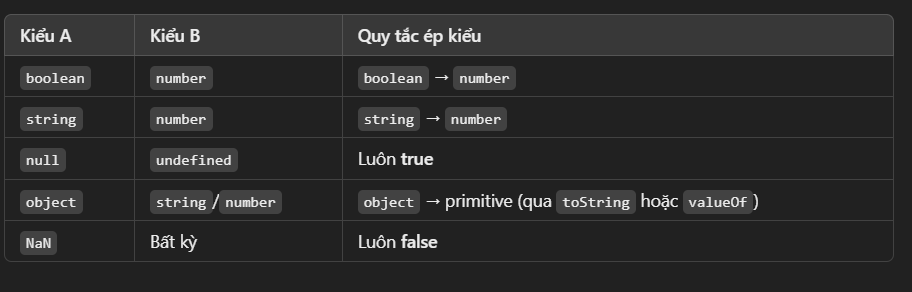 Kiểu A Kiểu B Quy tắc ép kiểu
boolean number boolean → number
string number string → number
null undefined Luôn true
object string/number object → primitive (qua toString hoặc valueOf)
NaN Bất kỳ Luôn false